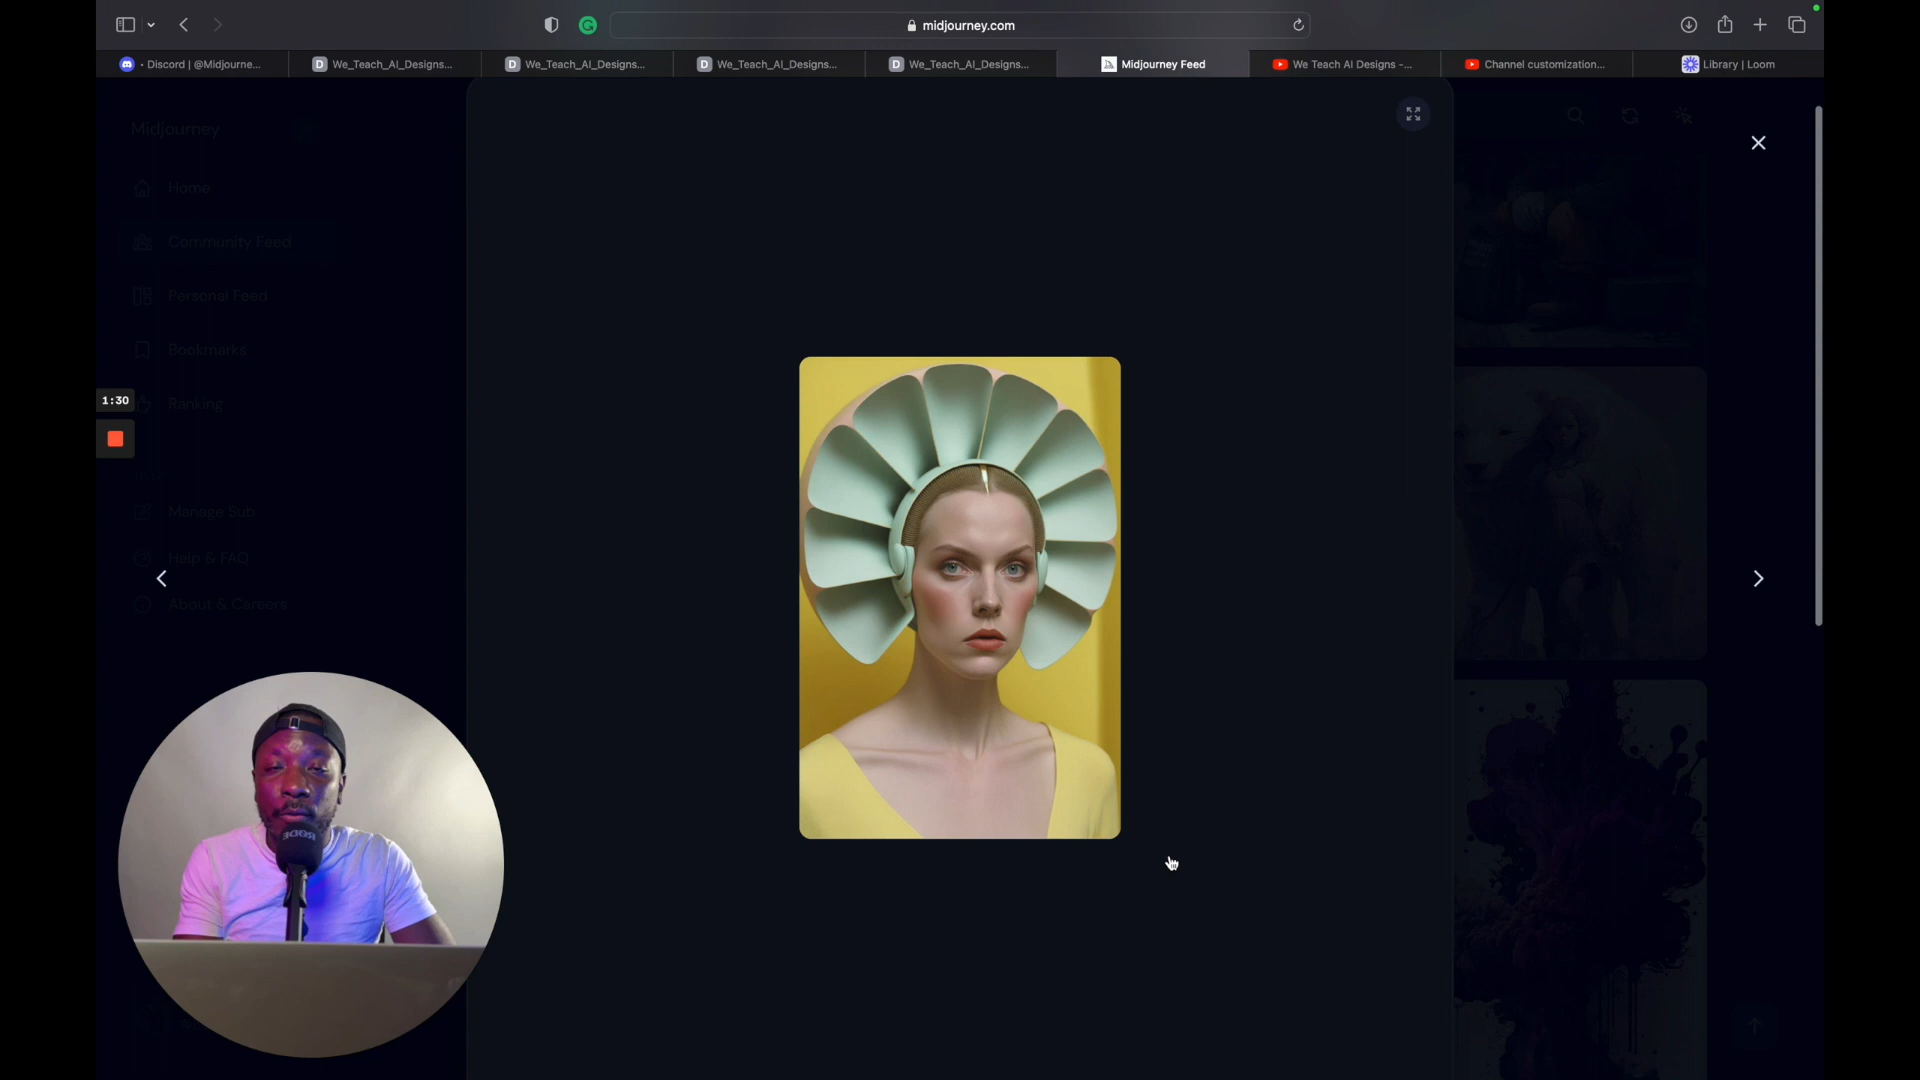 midjourney.com
· Discord | @Midjourne...
We_Teach_AI_Designs...
We_Teach_AI_Designs...
We_Teach_AI_Designs...
We_Teach_AI_Designs...
Midjourney Feed
We Teach AI Designs -...
Channel customization...
Library | Loom
Midjourney
Home
Community Feed
Personal Feed
Bookmarks
1:30
Ranking
Manage Sub
Help & FAQ
About & Careers
RØDE